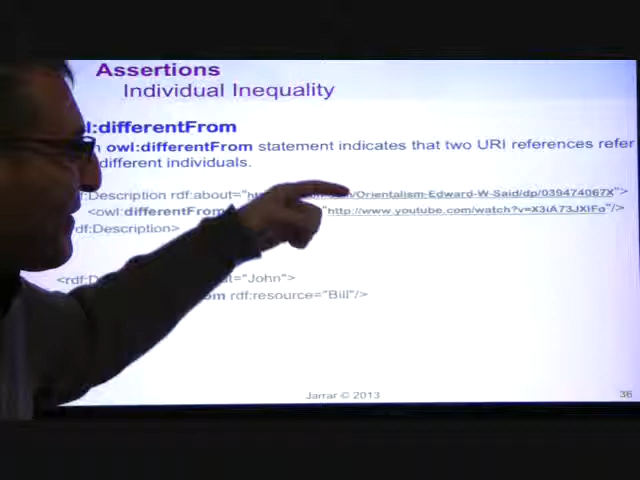 Assertions
Individual Inequality
l:differentFrom
owl:differentFrom statement indicates that two URI references refer
different individuals.
:Description rdf:about="h /Orientalism-Edward-W-Said/dp/039474067X">
<owl:differentFrom "http://www.youtube.com/watch?v=X3iA73JXIFo"/>
df:Description>
<rdf:D ="John">
om rdf:resource="Bill"/>
Jarrar © 2013
36